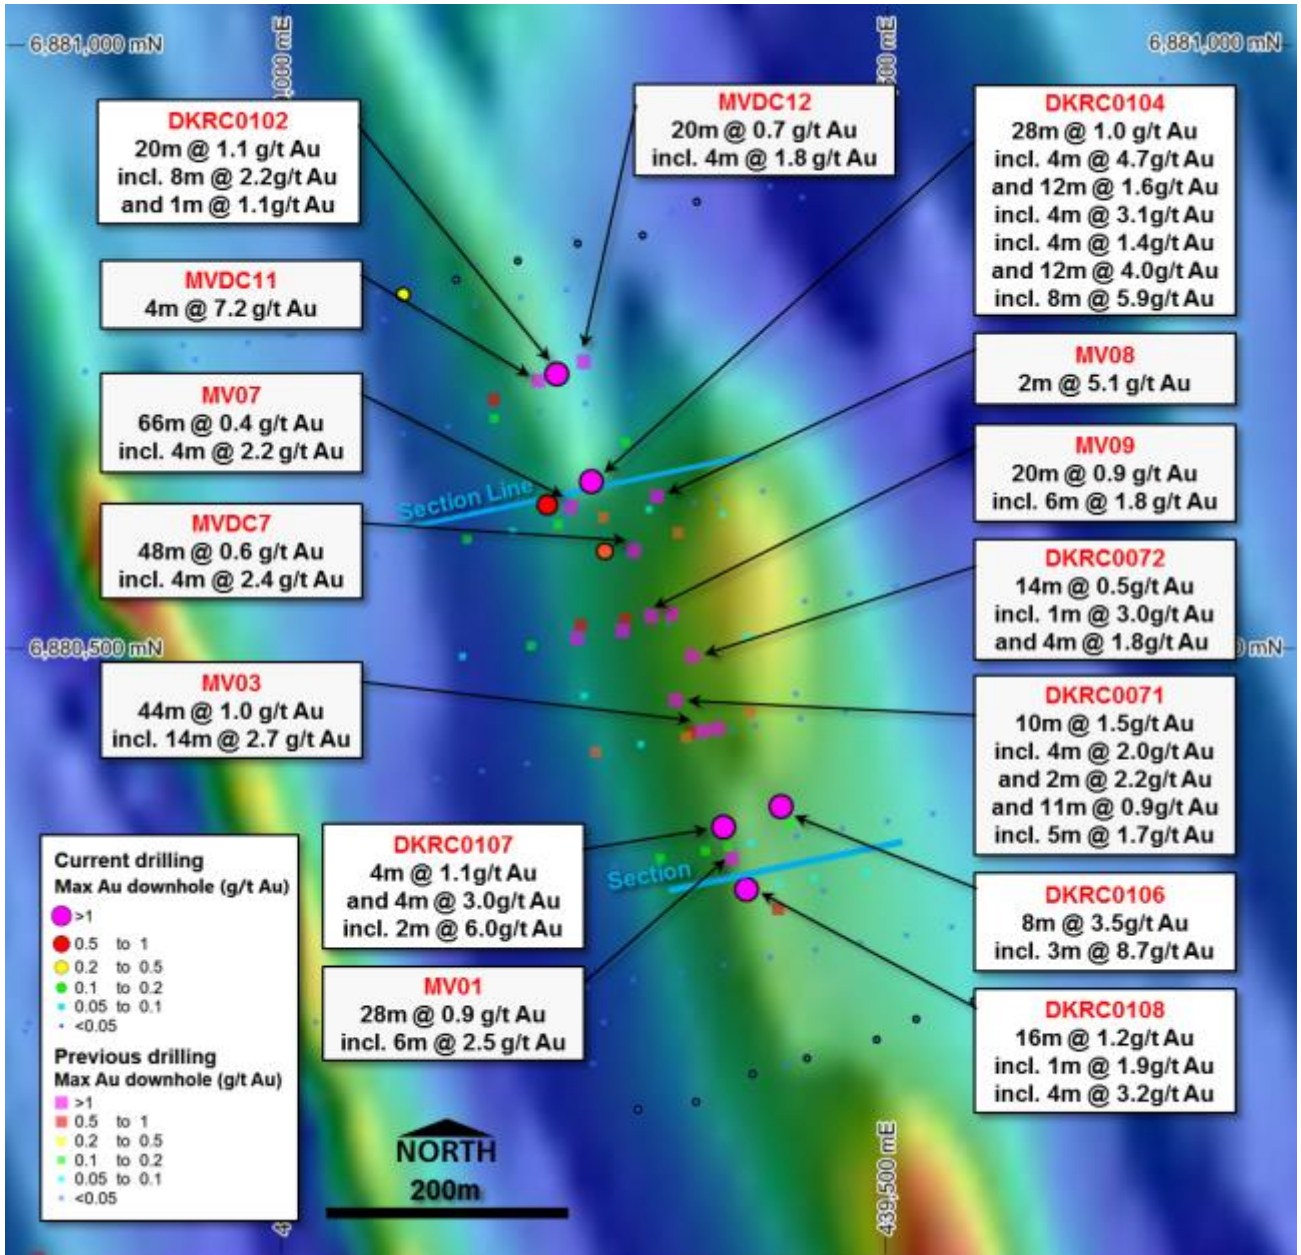 6,881,000 mN
,000 mE
500 mE
6,881,000 mN
DKRC0102
20m @ 1.1 g/t Au
incl. 8m @ 2.2g/t Au
and 1m @ 1.1g/t Au
MVDC12
20m @ 0.7 g/t Au
incl. 4m @ 1.8 g/t Au
DKRC0104
28m @ 1.0 g/t Au
incl. 4m @ 4.7g/t Au
and 12m @ 1.6g/t Au
incl. 4m @ 3.1g/t Au
incl. 4m @ 1.4g/t Au
and 12m @ 4.0g/t Au
incl. 8m @ 5.9g/t Au
MVDC11
4m @ 7.2 g/t Au
MV08
2m @ 5.1 g/t Au
MV07
66m @ 0.4 g/t Au
incl. 4m @ 2.2 g/t Au
MV09
20m @ 0.9 g/t Au
incl. 6m @ 1.8 g/t Au
Section Line
MVDC7
48m @ 0.6 g/t Au
incl. 4m @ 2.4 g/t Au
DKRC0072
14m @ 0.5g/t Au
incl. 1m @ 3.0g/t Au
and 4m @ 1.8g/t Au
6,880,500 mN
0 mN
MV03
44m @ 1.0 g/t Au
incl. 14m @ 2.7 g/t Au
DKRC0071
10m @ 1.5g/t Au
incl. 4m @ 2.0g/t Au
and 2m @ 2.2g/t Au
and 11m @ 0.9g/t Au
incl. 5m @ 1.7g/t Au
DKRC0107
4m @ 1.1g/t Au
and 4m @ 3.0g/t Au
incl. 2m @ 6.0g/t Au
Section
DKRC0106
8m @ 3.5g/t Au
incl. 3m @ 8.7g/t Au
MV01
28m @ 0.9 g/t Au
incl. 6m @ 2.5 g/t Au
DKRC0108
16m @ 1.2g/t Au
incl. 1m @ 1.9g/t Au
incl. 4m @ 3.2g/t Au
Current drilling
Max Au downhole (g/t Au)
>1
0.5 to 1
0.2 to 0.5
0.1 to 0.2
0.05 to 0.1
<0.05
Previous drilling
Max Au downhole (g/t Au)
>1
0.5 to 1
0.2 to 0.5
0.1 to 0.2
0.05 to 0.1
<0.05
NORTH
200m
4
439,500 mE